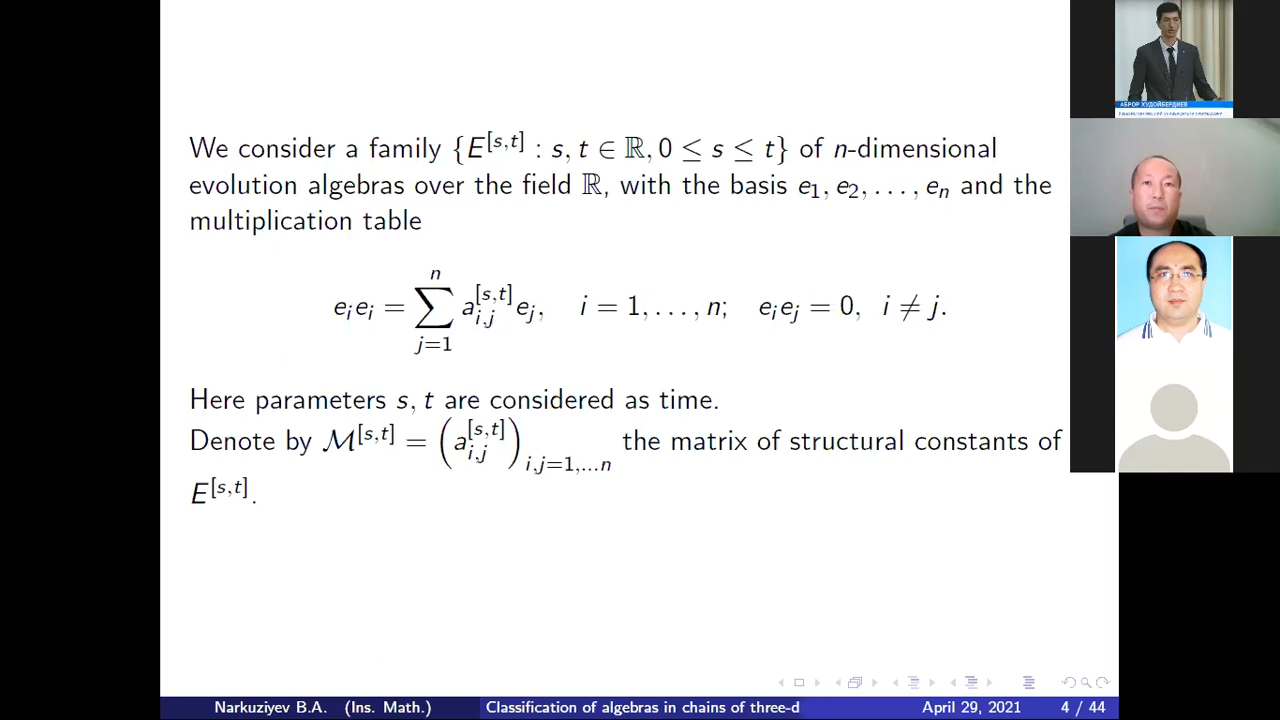 We consider a family {E^[s,t] : s, t ∈ ℝ, 0 ≤ s ≤ t} of n-dimensional
evolution algebras over the field ℝ, with the basis e_1, e_2, . . . , e_n and the
multiplication table
e_i e_i = ∑_{j=1}^{n} a_{i,j}^{[s,t]} e_j, i = 1, . . . , n; e_i e_j = 0, i ≠ j.
Here parameters s, t are considered as time.
Denote by ℳ^[s,t] = (a_{i,j}^{[s,t]})_{i,j=1,...n} the matrix of structural constants of
E^[s,t].
Narkuziyev B.A. (Ins. Math.) Classification of algebras in chains of three-d April 29, 2021 4 / 44
АБРОР ХУДОЙБЕРДИЕВ